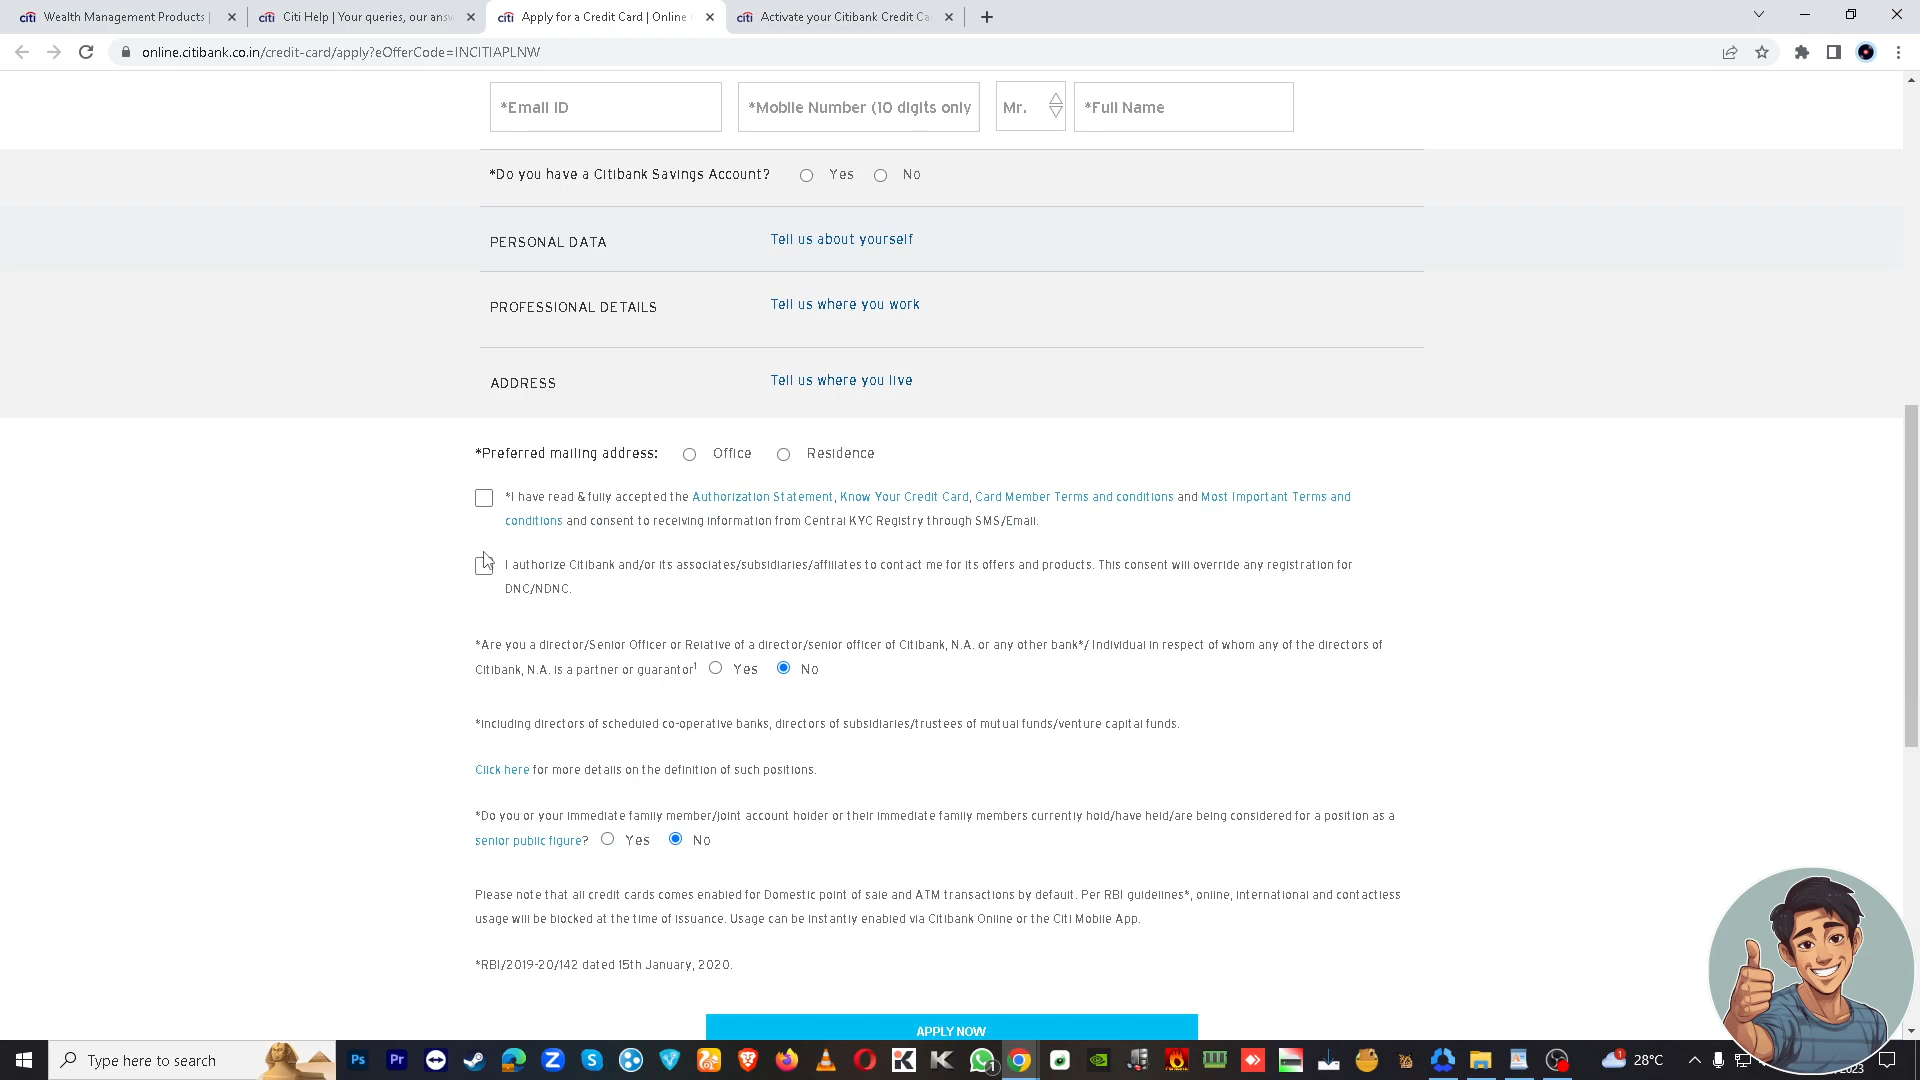 citi Wealth Management Products |
citi Citi Help | Your queries, our answ
citi Apply for a Credit Card | Online
citi Activate your Citibank Credit Ca
online.citibank.co.in/credit-card/apply?eOfferCode=INCITIAPLNW
*Email ID
*Mobile Number (10 digits only
Mr.
*Full Name
*Do you have a Citibank Savings Account? Yes No
PERSONAL DATA Tell us about yourself
PROFESSIONAL DETAILS Tell us where you work
ADDRESS Tell us where you live
*Preferred mailing address: Office Residence
*I have read & fully accepted the Authorization Statement, Know Your Credit Card, Card Member Terms and conditions and Most Important Terms and
conditions and consent to receiving information from Central KYC Registry through SMS/Email.
I authorize Citibank and/or its associates/subsidiaries/affiliates to contact me for its offers and products. This consent will override any registration for
DNC/NDNC.
*Are you a director/Senior Officer or Relative of a director/senior officer of Citibank, N.A. or any other bank*/ Individual in respect of whom any of the directors of
Citibank, N.A. is a partner or guarantor1 Yes No
*Including directors of scheduled co-operative banks, directors of subsidiaries/trustees of mutual funds/venture capital funds.
Click here for more details on the definition of such positions.
*Do you or your immediate family member/joint account holder or their immediate family members currently hold/have held/are being considered for a position as a
senior public figure? Yes No
Please note that all credit cards comes enabled for Domestic point of sale and ATM transactions by default. Per RBI guidelines*, online, international and contactless
usage will be blocked at the time of issuance. Usage can be instantly enabled via Citibank Online or the Citi Mobile App.
*RBI/2019-20/142 dated 15th January, 2020.
APPLY NOW
Type here to search
Ps
Pr
1
1
28°C
2023